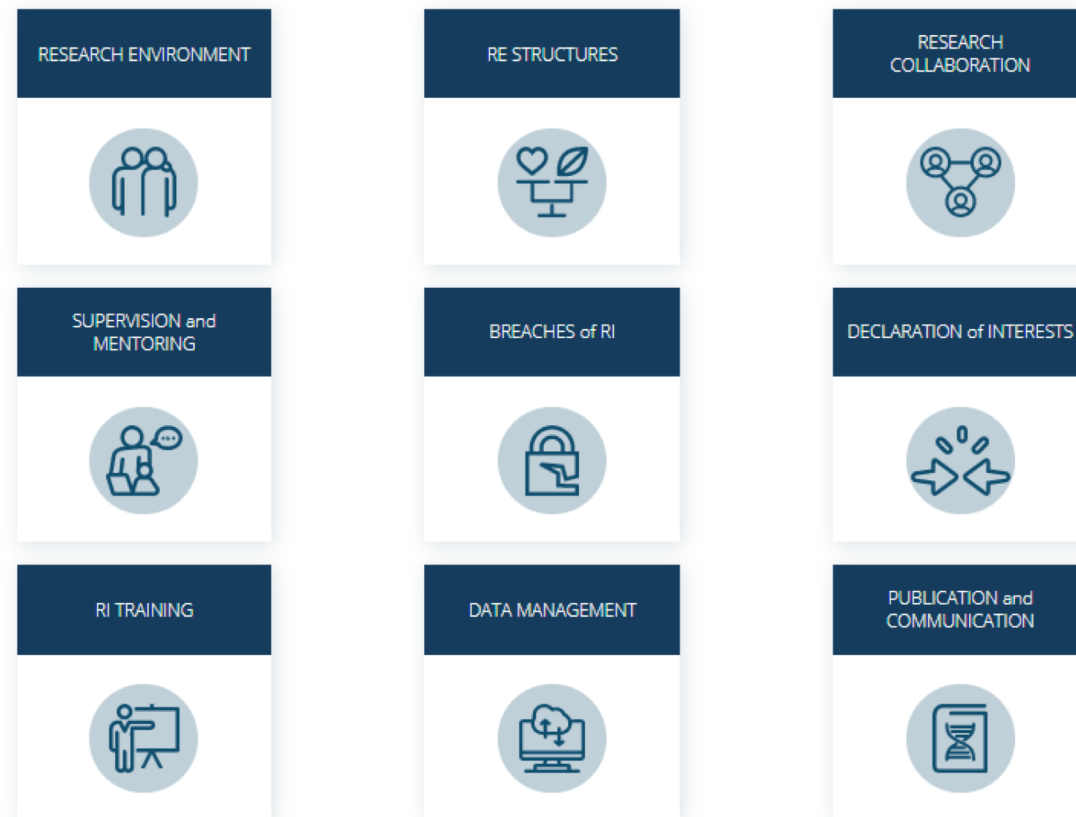 RESEARCH ENVIRONMENT
RE STRUCTURES
RESEARCH
COLLABORATION
SUPERVISION and
MENTORING
BREACHES of RI
DECLARATION of INTERESTS
RI TRAINING
DATA MANAGEMENT
PUBLICATION and
COMMUNICATION